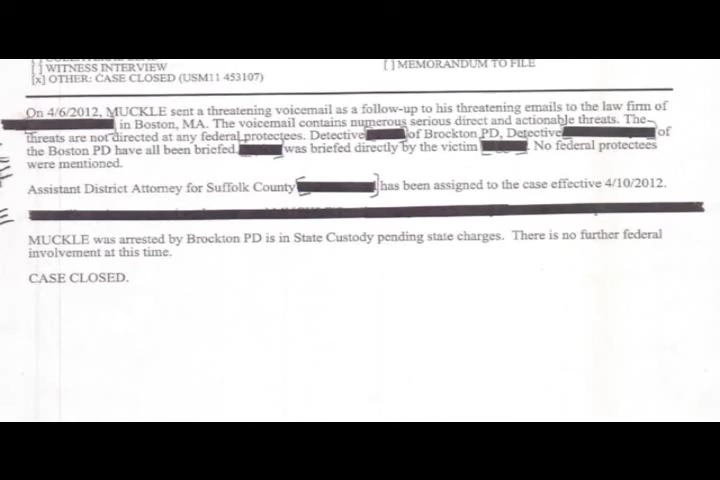 [ ] WITNESS INTERVIEW [ ] MEMORANDUM TO FILE
[x] OTHER: CASE CLOSED (USM11 453107)
On 4/6/2012, MUCKLE sent a threatening voicemail as a follow-up to his threatening emails to the law firm of
in Boston, MA. The voicemail contains numerous serious direct and actionable threats. The
threats are not directed at any federal protectees. Detective of Brockton PD, Detective of
the Boston PD have all been briefed. was briefed directly by the victim . No federal protectees
were mentioned.
Assistant District Attorney for Suffolk County has been assigned to the case effective 4/10/2012.
MUCKLE was arrested by Brockton PD is in State Custody pending state charges. There is no further federal
involvement at this time.
CASE CLOSED.